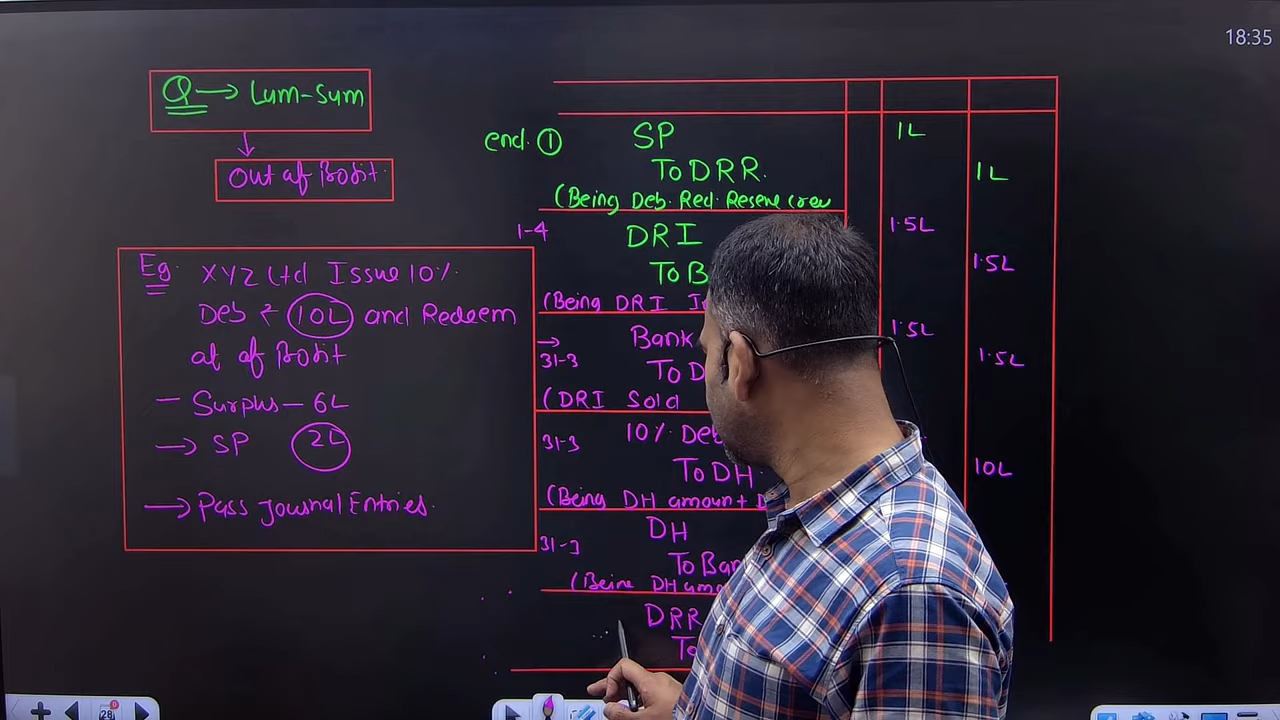 18:35
Q → Lum-Sum
Out of Profit
Eg. XYZ Ltd Issue 10%
Deb ₹ 10L and Redeem
at of Profit
– Surplus – 6L
→ SP 2L
→ Pass Journal Entries.
end. ① SP 1L
To DRR. 1L
(Being Deb. Red. Reserve crea
1-4 DRI 1.5L
To B 1.5L
(Being DRI I
→ 31-3 Bank 1.5L
To D 1.5L
(DRI Sold
31-3 10% Deb
To DH. 10L
(Being DH amount D
31-3 DH
To Ban
(Being DH amo
DRR
To
28